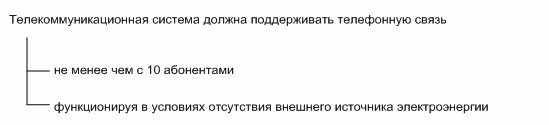 Телекоммуникационная система должна поддерживать телефонную связь
не менее чем с 10 абонентами
функционируя в условиях отсутствия внешнего источника электроэнергии